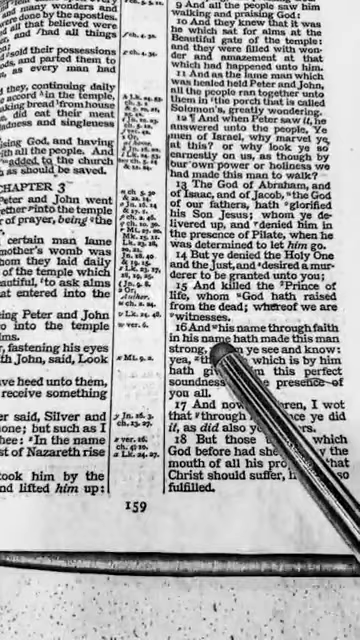 many wonders and
done by the apostles.
all that believed were
and had all things
sold their possessions
ods, and parted them to
as every man had
they, continuing daily
accord in the temple,
aking bread from house
did eat their meat
ladness and singleness
ising God, and having
ith all the people. And
added to the church
as should be saved.
CHAPTER 3
Peter and John went
ether into the temple
of prayer, being the
certain man lame
mother's womb was
hom they laid daily
of the temple which
autiful, to ask alms
at entered into the
eing Peter and John
o into the temple
lms.
r, fastening his eyes
th John, said, Look
ave heed unto them,
receive something
er said, Silver and
one; but such as I
hee: In the name
st of Nazareth rise
took him by the
nd lifted him up:
159
9 And all the people saw him
walking and praising God:
10 And they knew that it was
he which sat for alms at the
Beautiful gate of the temple:
and they were filled with won-
der and amazement at that
which had happened unto him.
11 And as the lame man which
was healed held Peter and John,
all the people ran together unto
them in the porch that is called
Solomon's, greatly wondering.
12 ¶ And when Peter saw it, he
answered unto the people, Ye
men of Israel, why marvel ye
at this? or why look ye so
earnestly on us, as though by
our own power or holiness we
had made this man to walk?
13 The God of Abraham, and
of Isaac, and of Jacob, the God
of our fathers, hath glorified
his Son Jesus; whom ye de-
livered up, and denied him in
the presence of Pilate, when he
was determined to let him go.
14 But ye denied the Holy One
and the Just, and desired a mur-
derer to be granted unto you;
15 And killed the Prince of
life, whom God hath raised
from the dead; whereof we are
witnesses.
16 And his name through faith
in his name hath made this man
strong, ye see and know:
yea, which is by him
hath this perfect
soundness presence of
you all.
17 And now I wot
that through ye did
it, as did also
18 But those which
God before had the
mouth of all his that
Christ should suffer, so
fulfilled.